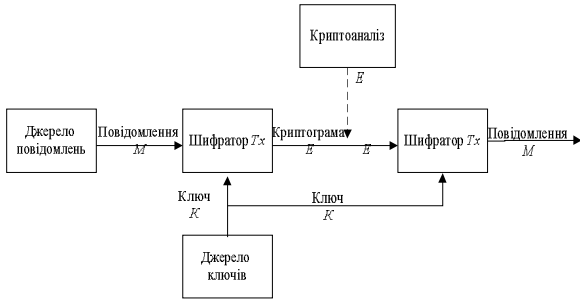 Криптоаналіз
E
Джерело
повідомлень
Повідомлення
M
Шифратор Tx
Криптограма
E
E
Шифратор Tx
Повідомлення
M
Ключ
K
Ключ
K
Джерело
ключів